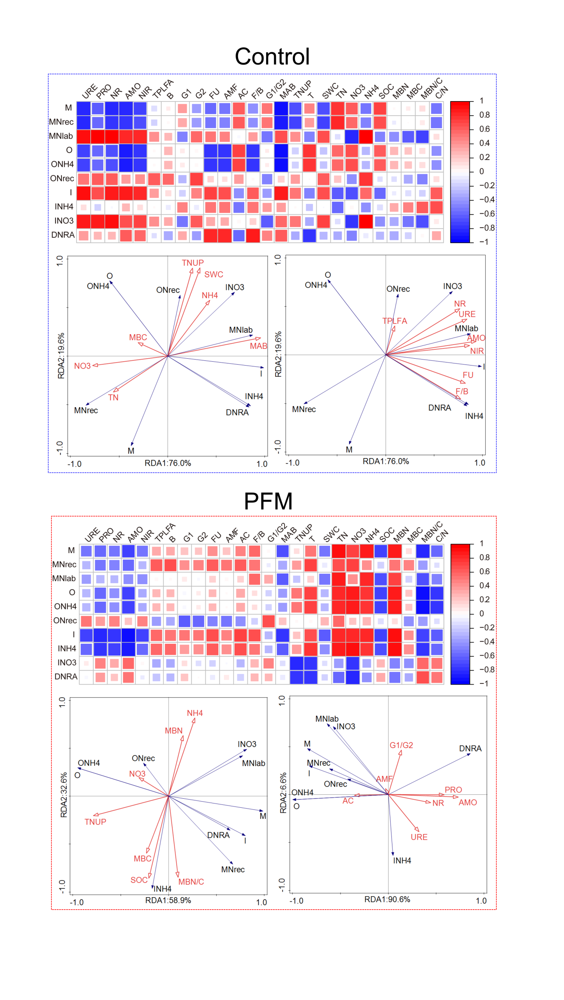 Control
URE PRO NR AMO NIR TPLFA B G1 G2 FU AMF AC F/B G1/G2 MAB TNUP T SWC TN NO3 NH4 SOC MBN MBC MBN/C C/N
M
MNrec
MNlab
O
ONH4
ONrec
I
INH4
INO3
DNRA
1
0.8
0.6
0.4
0.2
0
−0.2
−0.4
−0.6
−0.8
−1
1.0
TNUP
SWC
O
ONH4
ONrec
INO3
NH4
MNlab
MBC
MAB
NO3
I
TN
INH4
MNrec
DNRA
M
RDA2:19.6%
-1.0
-1.0
RDA1:76.0%
1.0
1.0
O
ONH4
ONrec
INO3
NR
URE
TPLFA
MNlab
AMO
NIR
I
FU
F/B
MNrec
DNRA
INH4
M
RDA2:19.6%
-1.0
-1.0
RDA1:76.0%
1.0
PFM
URE PRO NR AMO NIR TPLFA B G1 G2 FU AMF AC F/B G1/G2 MAB TNUP T SWC TN NO3 NH4 SOC MBN MBC MBN/C C/N
M
MNrec
MNlab
O
ONH4
ONrec
I
INH4
INO3
DNRA
1
0.8
0.6
0.4
0.2
0
−0.2
−0.4
−0.6
−0.8
−1
1.0
NH4
MBN
INO3
ONrec
ONH4
MNlab
O
NO3
M
TNUP
DNRA
I
MBC
MNrec
SOC
MBN/C
INH4
RDA2:32.6%
-1.0
-1.0
RDA1:58.9%
1.0
1.0
MNlab
INO3
M
G1/G2
DNRA
MNrec
I
AMF
ONrec
PRO
ONH4
AC
NR
AMO
O
URE
INH4
RDA2:6.6%
-1.0
-1.0
RDA1:90.6%
1.0